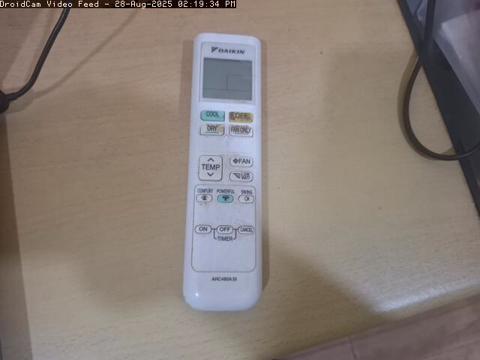 DroidCam Video Feed - 28-Aug-2025 02:19:34 PM
DAIKIN
COOL
DRY FAN ONLY
TEMP FAN
COMFORT POWERFUL SWING
ON OFF CANCEL
TIMER